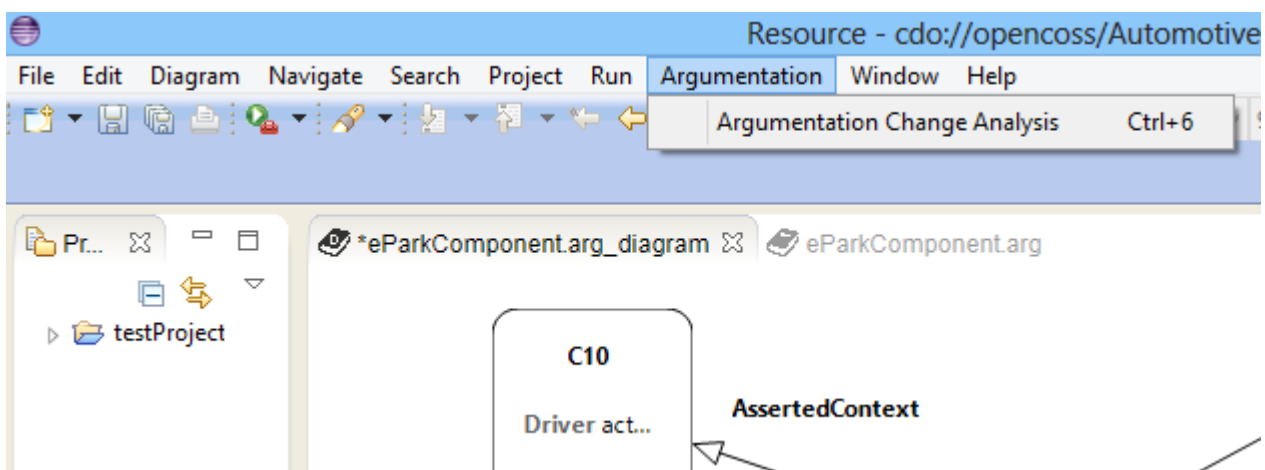 Resource - cdo://opencoss/Automotive
File Edit Diagram Navigate Search Project Run Argumentation Window Help
Argumentation Change Analysis Ctrl+6
Pr... *eParkComponent.arg_diagram eParkComponent.arg
testProject
C10
Driver act...
AssertedContext